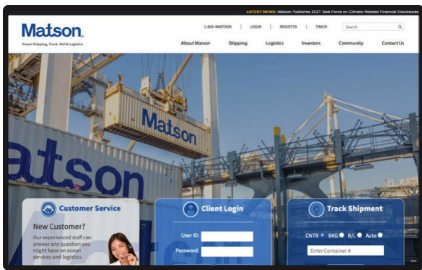 LATEST NEWS: Matson Publishes 2021 Task Force on Climate-Related Financial Disclosures
Matson.
Ocean Shipping, Truck, Rail & Logistics.
1-800-4MATSON | LOGIN | REGISTER | TRACK
Search
About Matson Shipping Logistics Investors Community Contact Us
Matson
Matson
atson
Customer Service
New Customer?
Our experienced staff can
answer any question you
might have on ocean
services and logistics.
Client Login
User ID:
Password:
Track Shipment
CNTR BKG B/L Auto
Enter Container #